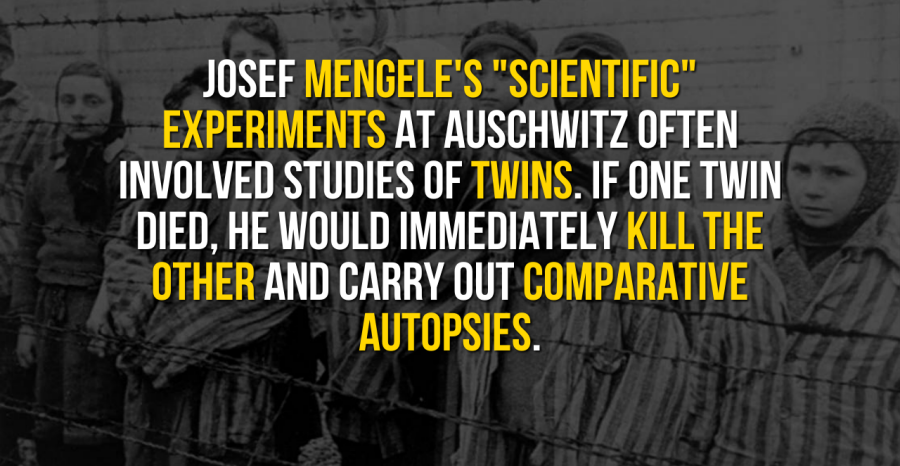 JOSEF MENGELE'S "SCIENTIFIC"
EXPERIMENTS AT AUSCHWITZ OFTEN
INVOLVED STUDIES OF TWINS. IF ONE TWIN
DIED, HE WOULD IMMEDIATELY KILL THE
OTHER AND CARRY OUT COMPARATIVE
AUTOPSIES.